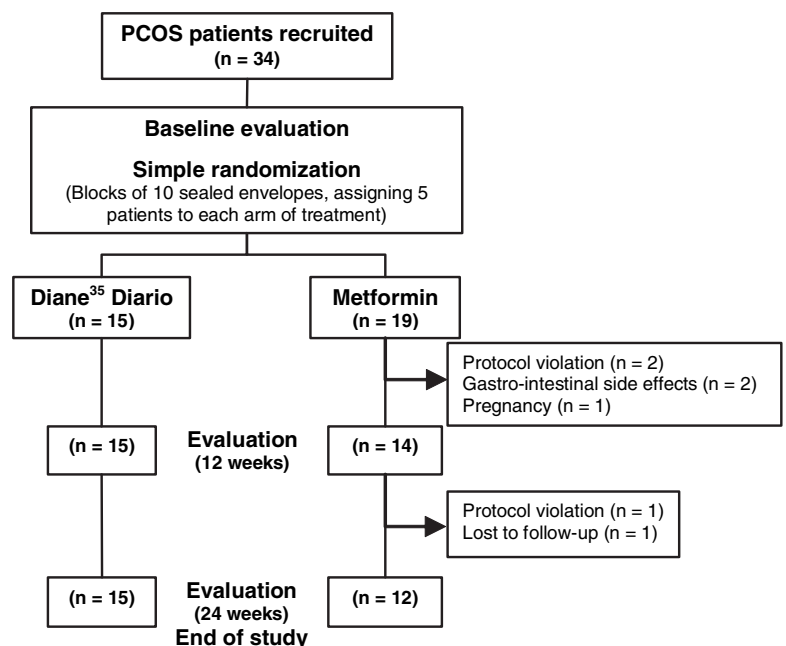 PCOS patients recruited
(n = 34)
Baseline evaluation
Simple randomization
(Blocks of 10 sealed envelopes, assigning 5
patients to each arm of treatment)
Diane35 Diario
(n = 15)
Metformin
(n = 19)
Protocol violation (n = 2)
Gastro-intestinal side effects (n = 2)
Pregnancy (n = 1)
(n = 15)
Evaluation
(12 weeks)
(n = 14)
Protocol violation (n = 1)
Lost to follow-up (n = 1)
(n = 15)
Evaluation
(24 weeks)
End of study
(n = 12)